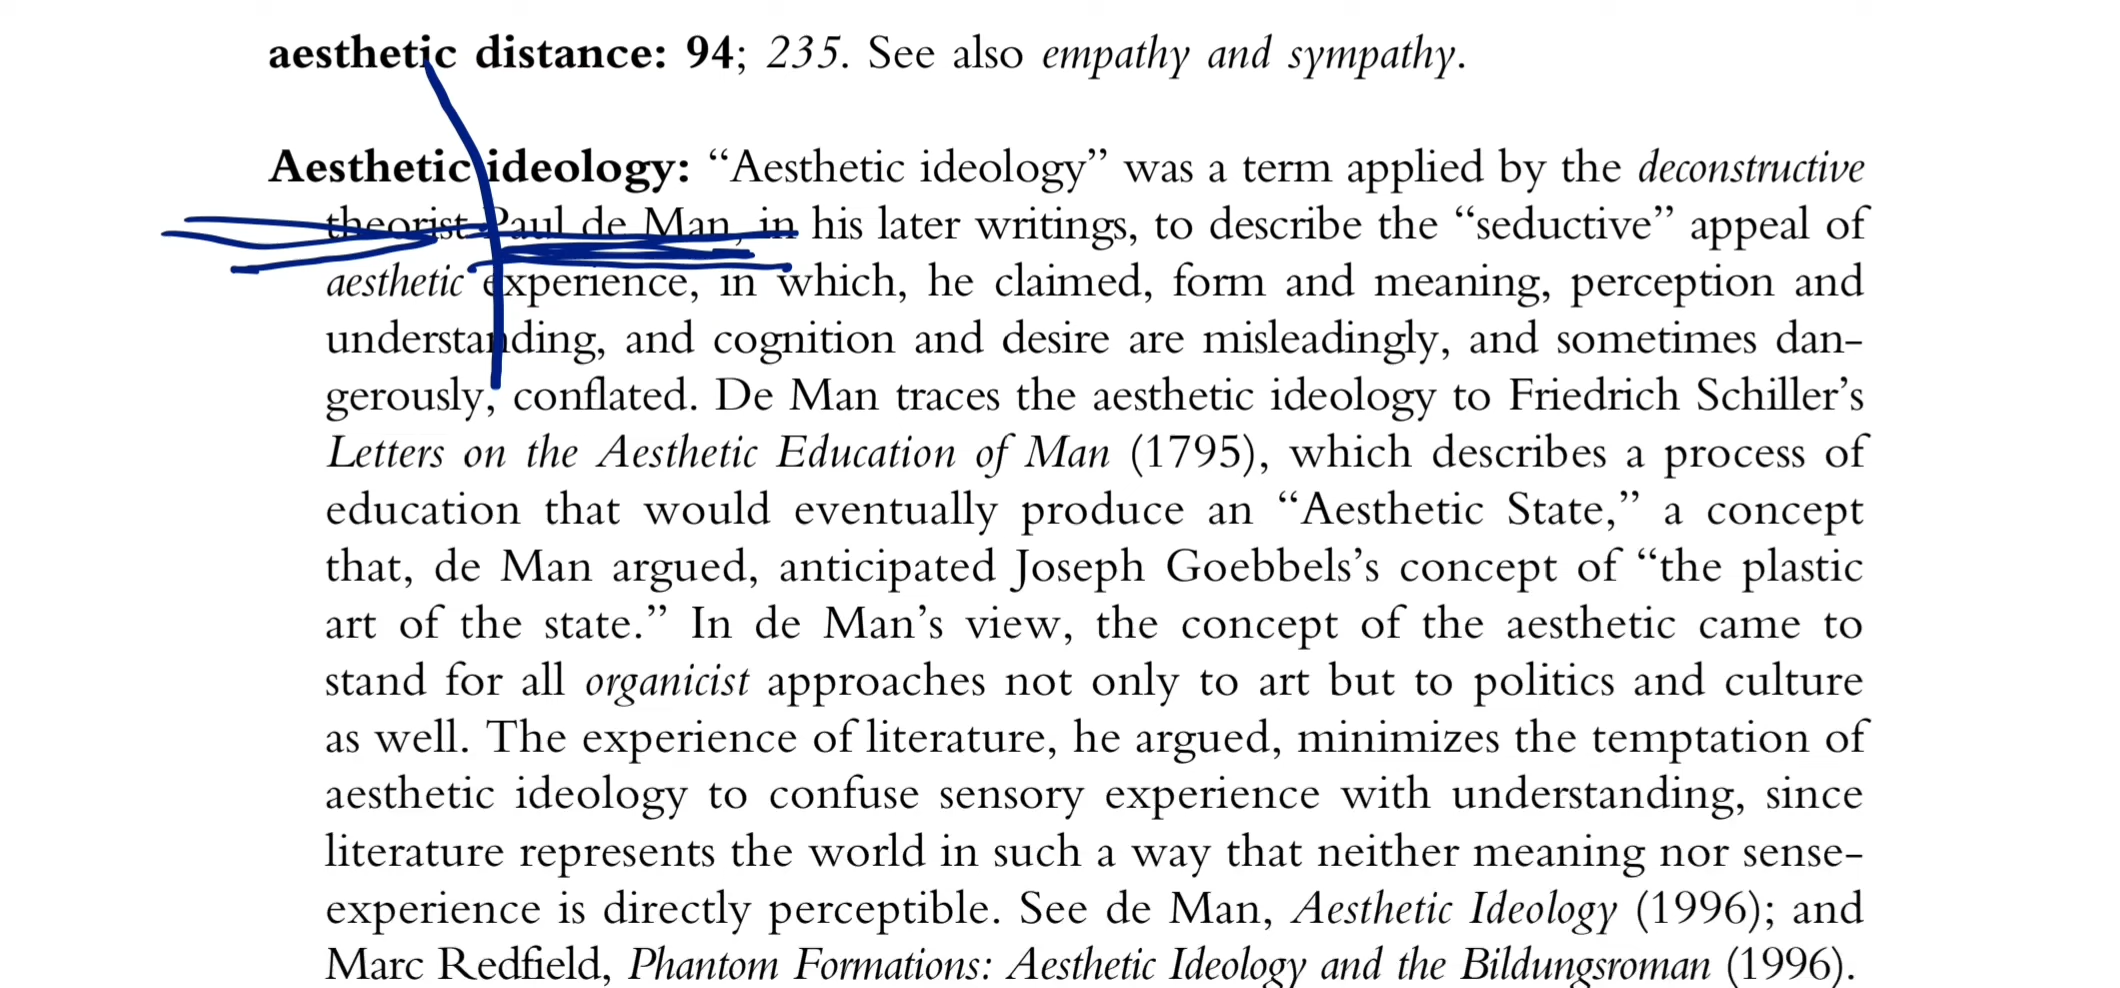 aesthetic distance: 94; 235. See also empathy and sympathy.
Aesthetic ideology: “Aesthetic ideology” was a term applied by the deconstructive
theorist Paul de Man, in his later writings, to describe the “seductive” appeal of
aesthetic experience, in which, he claimed, form and meaning, perception and
understanding, and cognition and desire are misleadingly, and sometimes dan-
gerously, conflated. De Man traces the aesthetic ideology to Friedrich Schiller’s
Letters on the Aesthetic Education of Man (1795), which describes a process of
education that would eventually produce an “Aesthetic State,” a concept
that, de Man argued, anticipated Joseph Goebbels’s concept of “the plastic
art of the state.” In de Man’s view, the concept of the aesthetic came to
stand for all organicist approaches not only to art but to politics and culture
as well. The experience of literature, he argued, minimizes the temptation of
aesthetic ideology to confuse sensory experience with understanding, since
literature represents the world in such a way that neither meaning nor sense-
experience is directly perceptible. See de Man, Aesthetic Ideology (1996); and
Marc Redfield, Phantom Formations: Aesthetic Ideology and the Bildungsroman (1996).